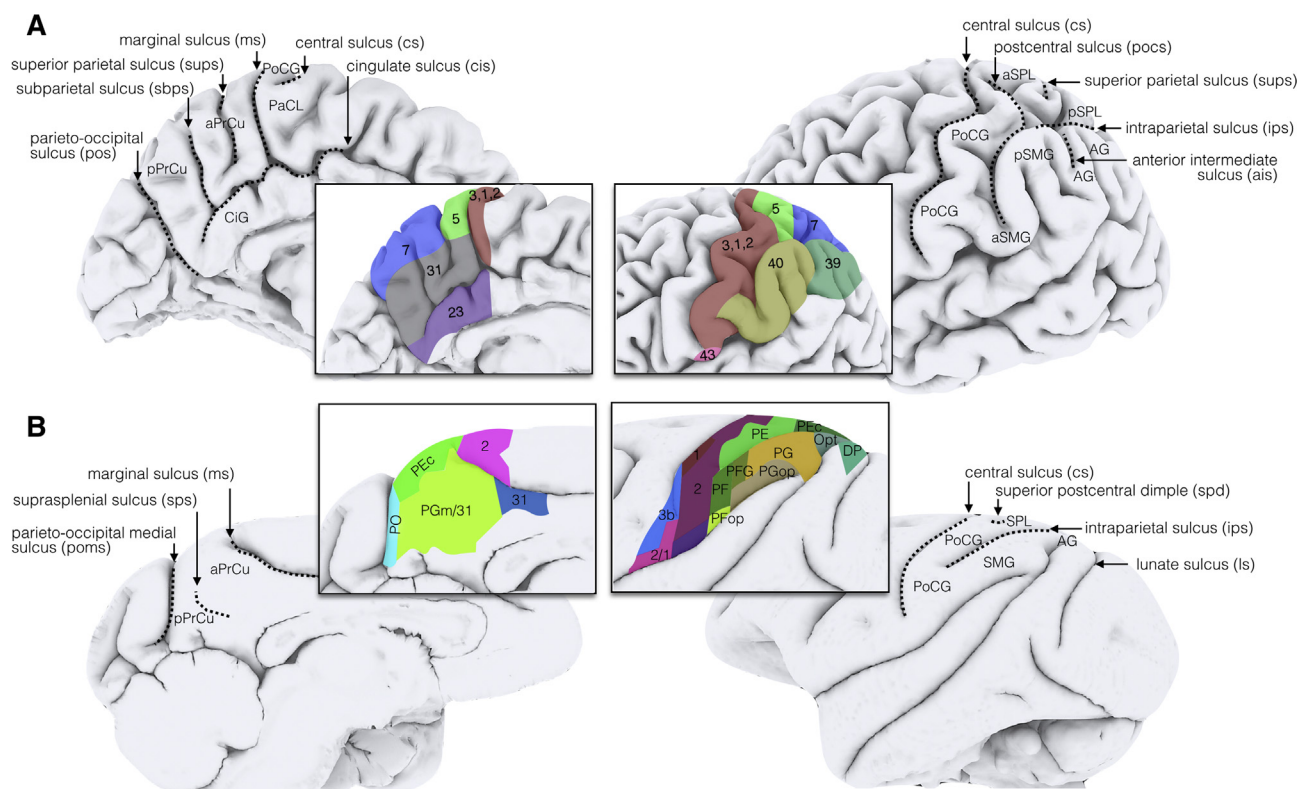 A
marginal sulcus (ms)
central sulcus (cs)
superior parietal sulcus (sups)
PoCG
cingulate sulcus (cis)
subparietal sulcus (sbps)
PaCL
aPrCu
parieto-occipital
sulcus (pos)
pPrCu
CiG
3,1,2
5
7
31
23
central sulcus (cs)
postcentral sulcus (pocs)
aSPL
superior parietal sulcus (sups)
pSPL
intraparietal sulcus (ips)
PoCG
AG
pSMG
anterior intermediate
sulcus (ais)
AG
PoCG
aSMG
5
7
3,1,2
40
39
43
B
marginal sulcus (ms)
suprasplenial sulcus (sps)
parieto-occipital medial
sulcus (poms)
aPrCu
pPrCu
2
PEc
PGm/31
31
PO
PE
PEc
Opt
DP
1
PG
PFG
PGop
2
PF
3b
PFop
2/1
central sulcus (cs)
superior postcentral dimple (spd)
SPL
intraparietal sulcus (ips)
PoCG
AG
SMG
lunate sulcus (ls)
PoCG